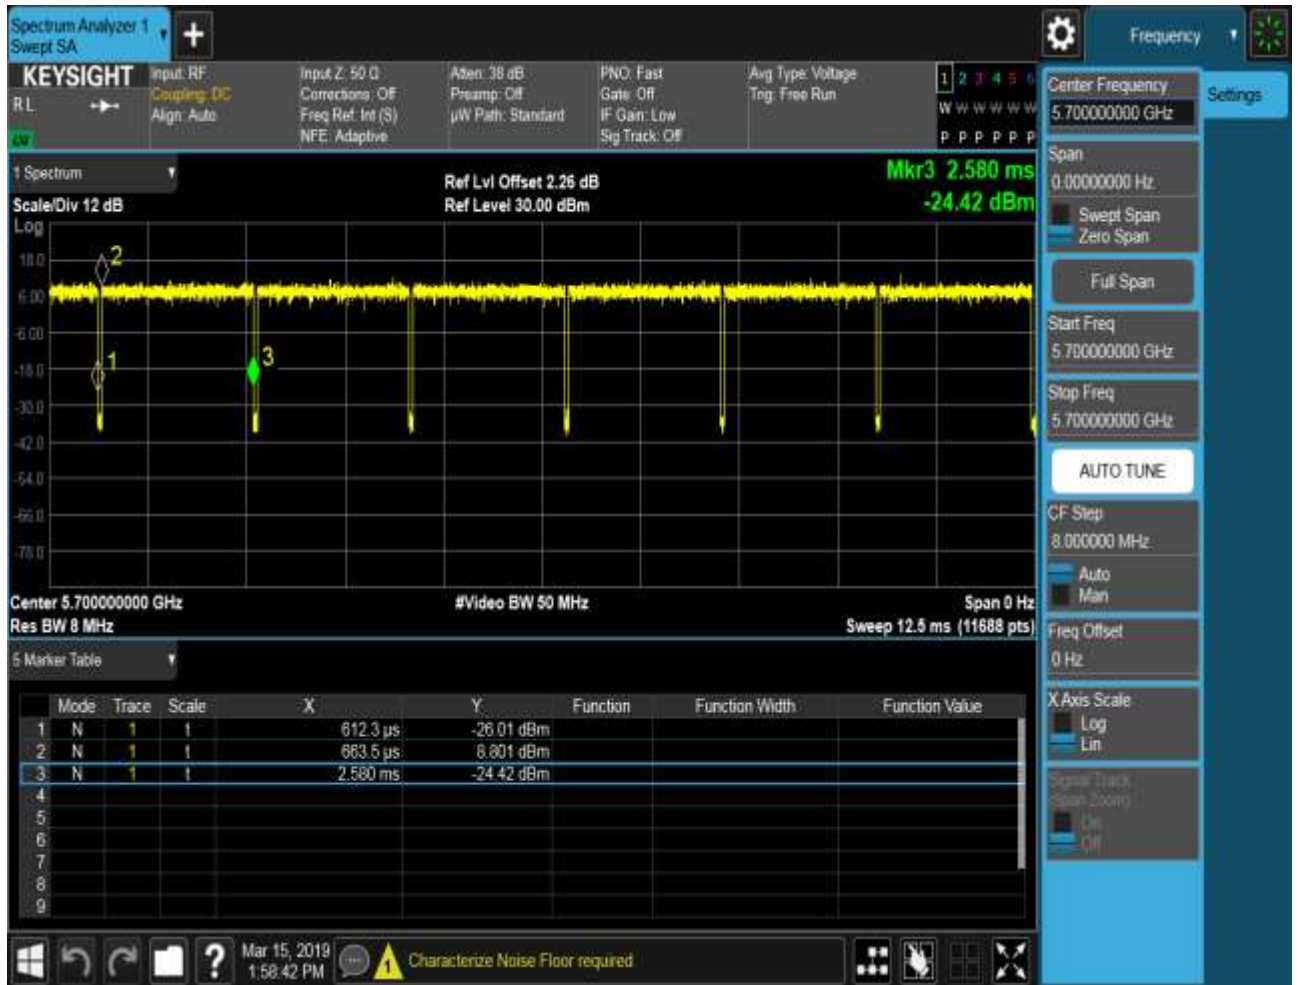 Spectrum Analyzer 1
Swept SA
Frequency
KEYSIGHT
RL
Input: RF
Coupling: DC
Align: Auto
Input Z: 50 Ω
Corrections: Off
Freq Ref: Int (S)
NFE: Adaptive
Atten: 38 dB
Preamp: Off
µW Path: Standard
PNO: Fast
Gate: Off
IF Gain: Low
Sig Track: Off
Avg Type: Voltage
Trig: Free Run
1 2 3 4 5 6
W W W W W W
P P P P P P
Center Frequency
5.700000000 GHz
Settings
Span
0.00000000 Hz
Swept Span
Zero Span
Full Span
Start Freq
5.700000000 GHz
Stop Freq
5.700000000 GHz
AUTO TUNE
CF Step
8.000000 MHz
Auto
Man
Freq Offset
0 Hz
X Axis Scale
Log
Lin
Signal Track
(Span Zoom)
On
Off
1 Spectrum
Scale/Div 12 dB
Ref Lvl Offset 2.26 dB
Ref Level 30.00 dBm
Mkr3 2.580 ms
-24.42 dBm
Log
18.0
6.00
-6.00
-18.0
-30.0
-42.0
-54.0
-66.0
-78.0
2
1
3
Center 5.700000000 GHz
#Video BW 50 MHz
Span 0 Hz
Res BW 8 MHz
Sweep 12.5 ms (11688 pts)
5 Marker Table
Mode Trace Scale X Y Function Function Width Function Value
1 N 1 t 612.3 µs -26.01 dBm
2 N 1 t 663.5 µs 8.801 dBm
3 N 1 t 2.580 ms -24.42 dBm
4
5
6
7
8
9
?
Mar 15, 2019
1:58:42 PM
1
Characterize Noise Floor required